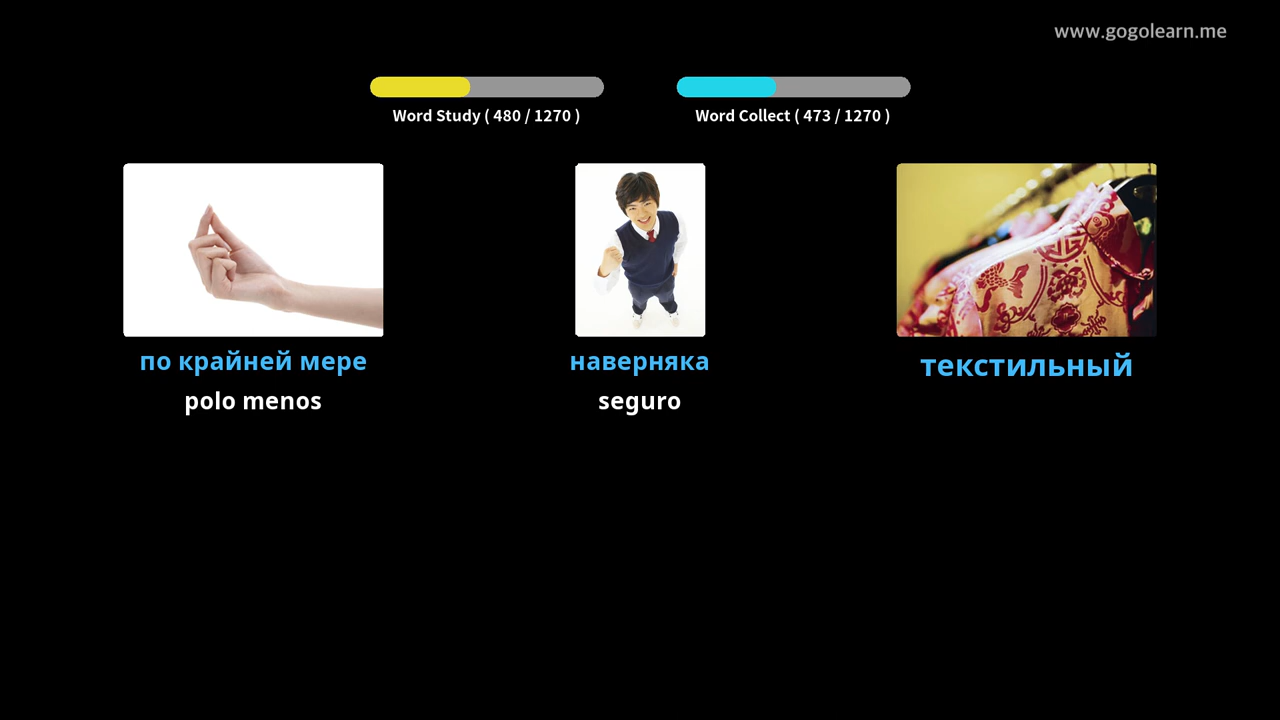 www.gogolearn.me
Word Study ( 480 / 1270 )
Word Collect ( 473 / 1270 )
по крайней мере
polo menos
наверняка
seguro
текстильный